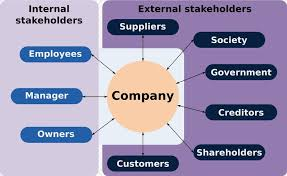 Internal
stakeholders
External stakeholders
Suppliers
Employees
Society
Government
Manager
Company
Creditors
Owners
Shareholders
Customers